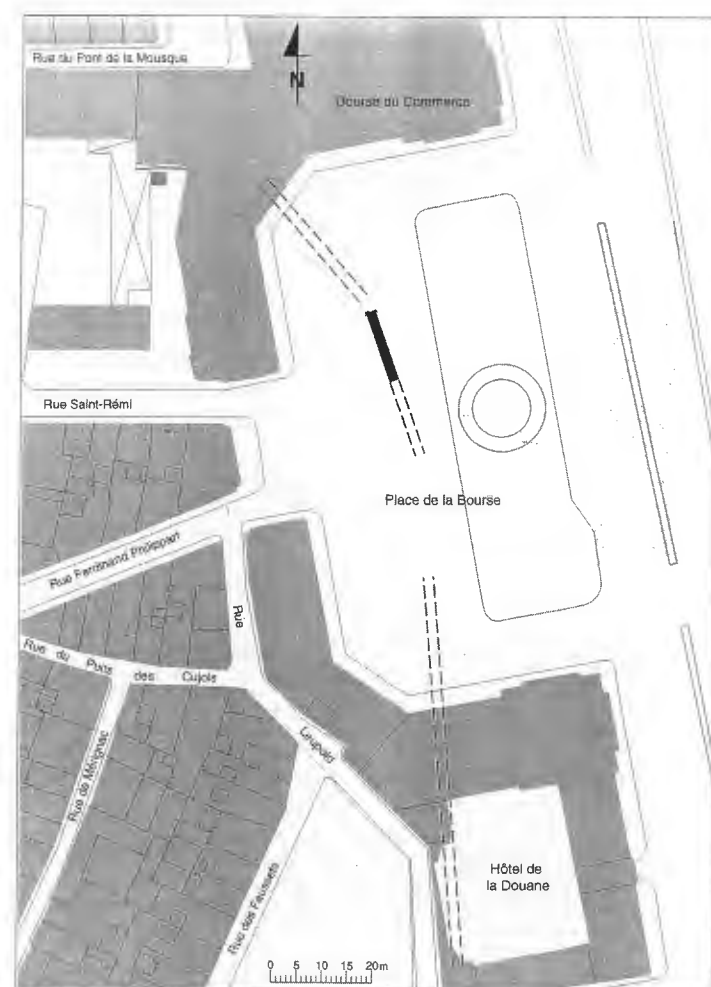 Rue du Pont de la Mousque
N
Bourse du Commerce
Rue Saint-Rémi
Place de la Bourse
Rue Ferdinand Philippart
Rue
Rue du Puits des Cujols
Leupold
Rue de Mérignac
Rue des Faussets
Hôtel de
la Douane
0 5 10 15 20m